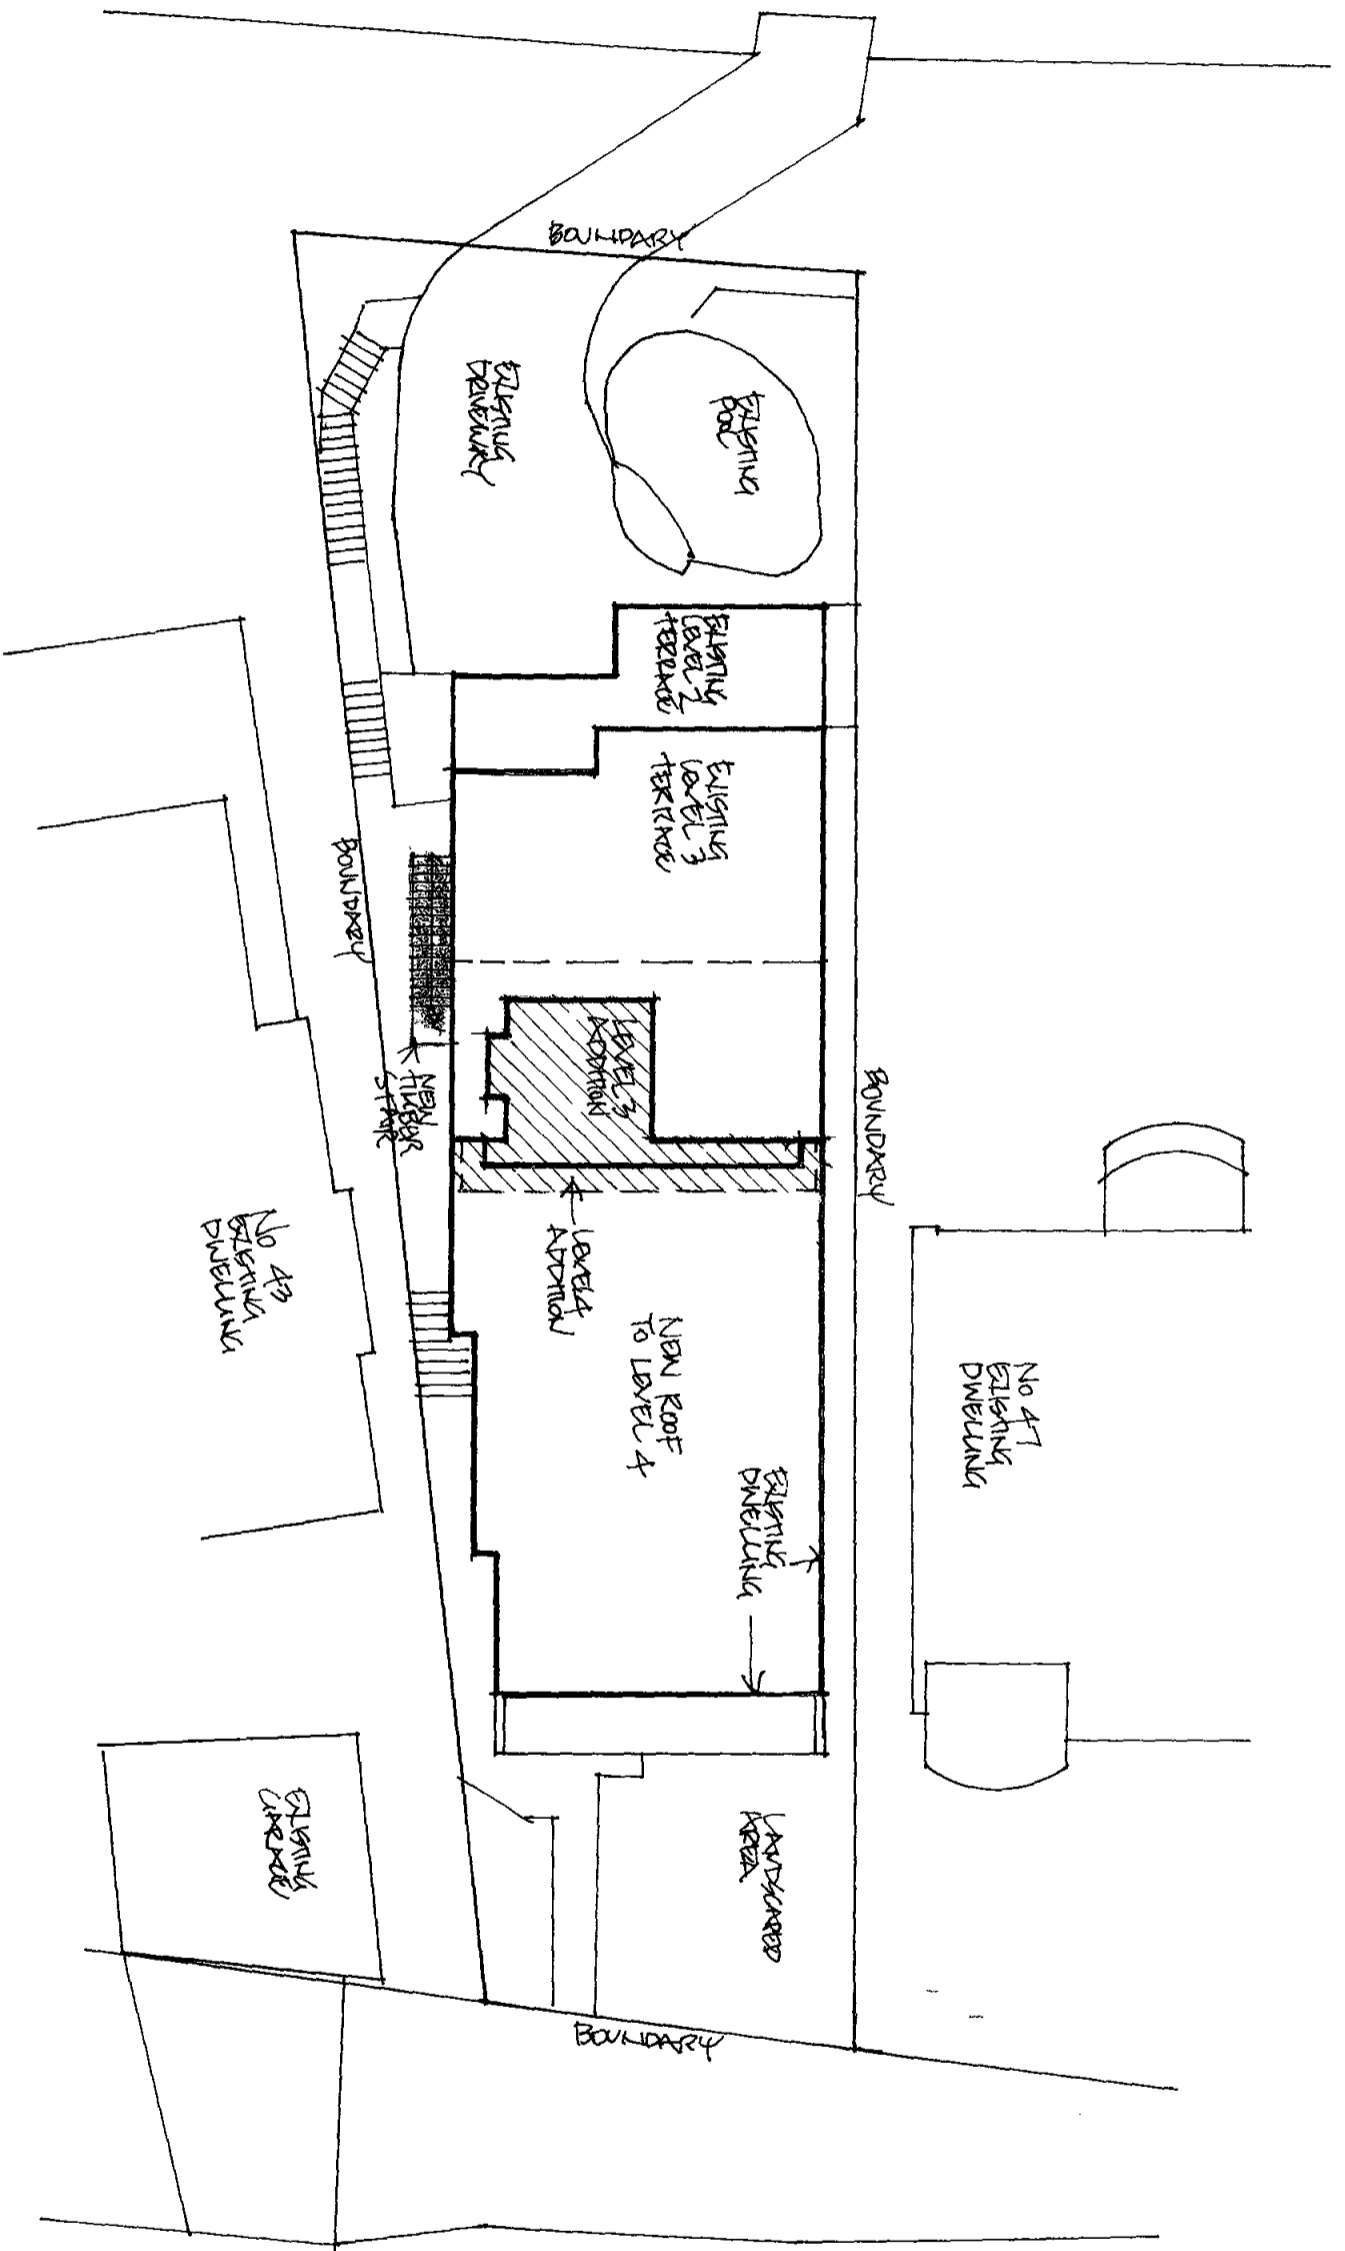 BOUNDARY
EXISTING
DRIVEWAY
EXISTING
POOL
EXISTING
LEVEL 2
TERRACE
EXISTING
LEVEL 3
TERRACE
BOUNDARY
NEW
TIMBER
STAIR
LEVEL 3
ADDITION
BOUNDARY
LEVEL 4
ADDITION
No 43
EXISTING
DWELLING
NEW ROOF
TO LEVEL 4
No 47
EXISTING
DWELLING
EXISTING
DWELLING
EXISTING
GARAGE
LANDSCAPED
AREA
BOUNDARY